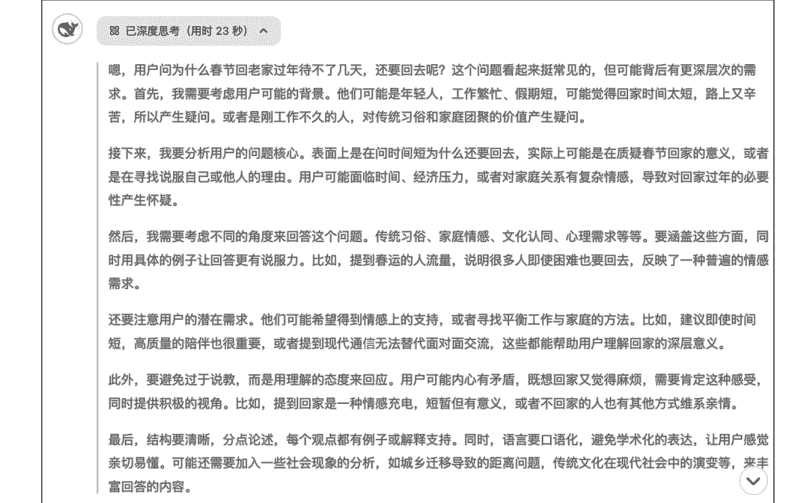 已深度思考（用时 23 秒）
嗯，用户问为什么春节回老家过年待不了几天，还要回去呢？这个问题看起来挺常见的，但可能背后有更深层次的需
求。首先，我需要考虑用户可能的背景。他们可能是年轻人，工作繁忙、假期短，可能觉得回家时间太短，路上又辛
苦，所以产生疑问。或者是刚工作不久的人，对传统习俗和家庭团聚的价值产生疑问。
接下来，我要分析用户的问题核心。表面上是在问时间短为什么还要回去，实际上可能是在质疑春节回家的意义，或者
是在寻找说服自己或他人的理由。用户可能面临时间、经济压力，或者对家庭关系有复杂情感，导致对回家过年的必要
性产生怀疑。
然后，我需要考虑不同的角度来回答这个问题。传统习俗、家庭情感、文化认同、心理需求等等。要涵盖这些方面，同
时用具体的例子让回答更有说服力。比如，提到春运的人流量，说明很多人即使困难也要回去，反映了一种普遍的情感
需求。
还要注意用户的潜在需求。他们可能希望得到情感上的支持，或者寻找平衡工作与家庭的方法。比如，建议即使时间
短，高质量的陪伴也很重要，或者提到现代通信无法替代面对面交流，这些都能帮助用户理解回家的深层意义。
此外，要避免过于说教，而是用理解的态度来回应。用户可能内心有矛盾，既想回家又觉得麻烦，需要肯定这种感受，
同时提供积极的视角。比如，提到回家是一种情感充电，短暂但有意义，或者不回家的人也有其他方式维系亲情。
最后，结构要清晰，分点论述，每个观点都有例子或解释支持。同时，语言要口语化，避免学术化的表达，让用户感觉
亲切易懂。可能还需要加入一些社会现象的分析，如城乡迁移导致的距离问题，传统文化在现代社会中的演变等，来丰
富回答的内容。